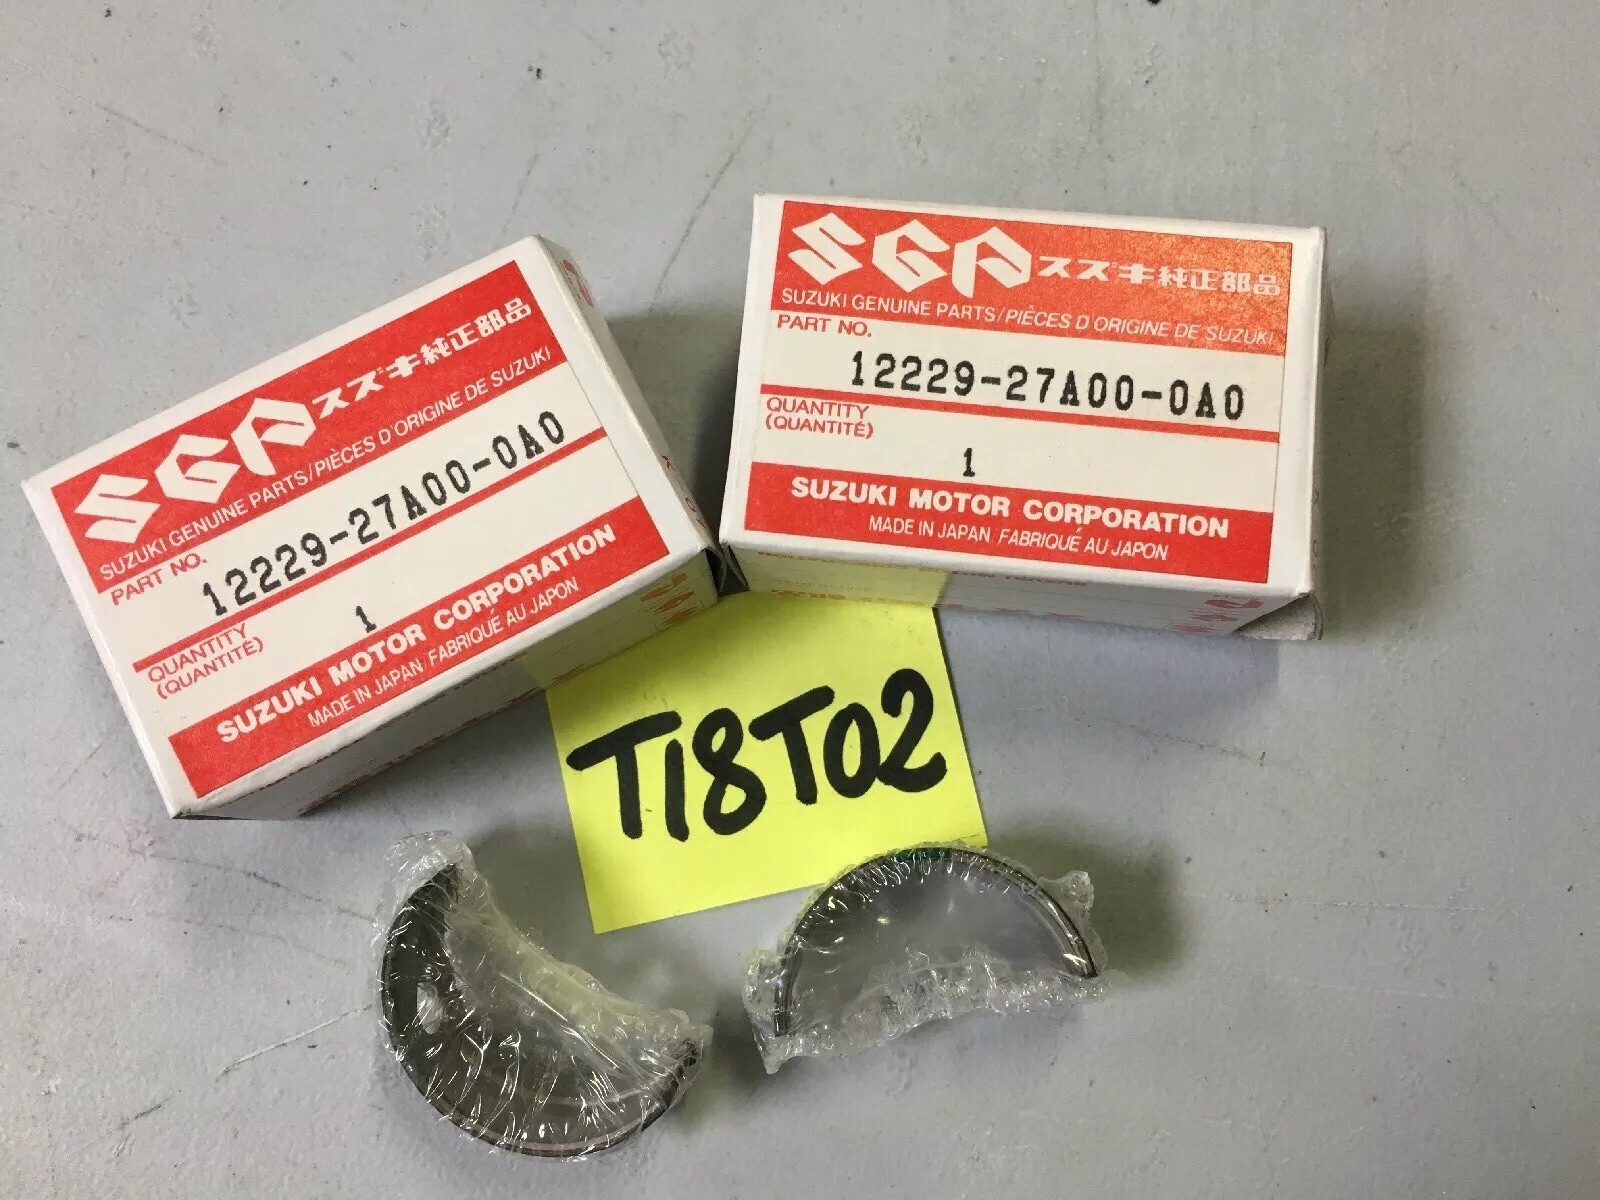 SGP スズキ純正部品
SUZUKI GENUINE PARTS/PIÈCES D'ORIGINE DE SUZUKI
PART NO.
12229-27A00-0A0
QUANTITY
(QUANTITÉ)
1
SUZUKI MOTOR CORPORATION
MADE IN JAPAN FABRIQUÉ AU JAPON
SGP スズキ純正部品
SUZUKI GENUINE PARTS/PIÈCES D'ORIGINE DE SUZUKI
PART NO.
12229-27A00-0A0
QUANTITY
(QUANTITÉ)
1
SUZUKI MOTOR CORPORATION
MADE IN JAPAN FABRIQUÉ AU JAPON
T18T02